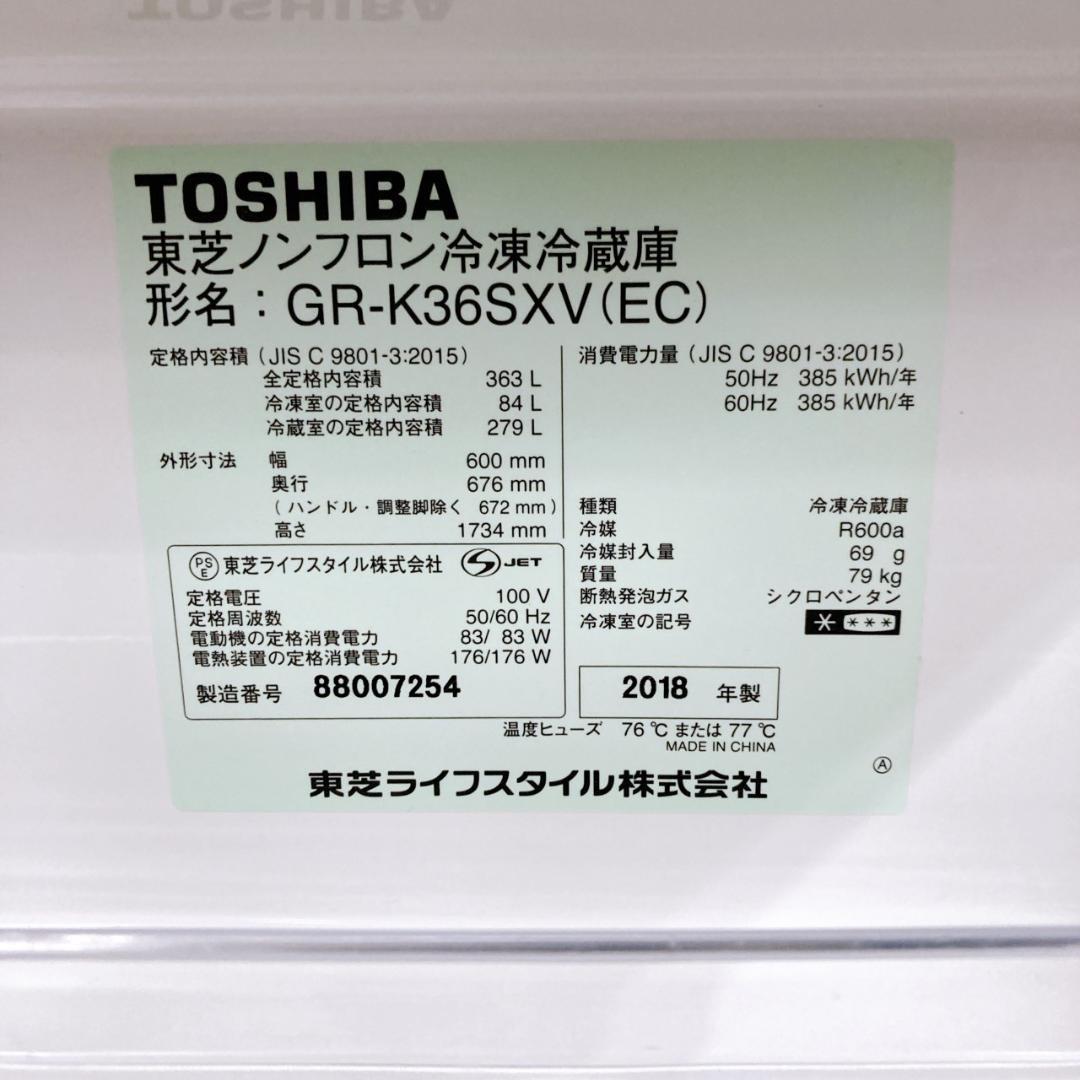 TOSHIBA
東芝ノンフロン冷凍冷蔵庫
形名：GR-K36SXV(EC)
定格内容積（JIS C 9801-3:2015）
全定格内容積 363 L
冷凍室の定格内容積 84 L
冷蔵室の定格内容積 279 L
外形寸法 幅 600 mm
奥行 676 mm
（ハンドル・調整脚除く 672 mm）
高さ 1734 mm
消費電力量（JIS C 9801-3:2015）
50Hz 385 kWh/年
60Hz 385 kWh/年
種類 冷凍冷蔵庫
冷媒 R600a
冷媒封入量 69 g
質量 79 kg
断熱発泡ガス シクロペンタン
冷凍室の記号 * ***
PSE 東芝ライフスタイル株式会社 S JET
定格電圧 100 V
定格周波数 50/60 Hz
電動機の定格消費電力 83/ 83 W
電熱装置の定格消費電力 176/176 W
製造番号 88007254
2018 年製
温度ヒューズ 76 ℃ または 77 ℃
MADE IN CHINA
Ⓐ
東芝ライフスタイル株式会社